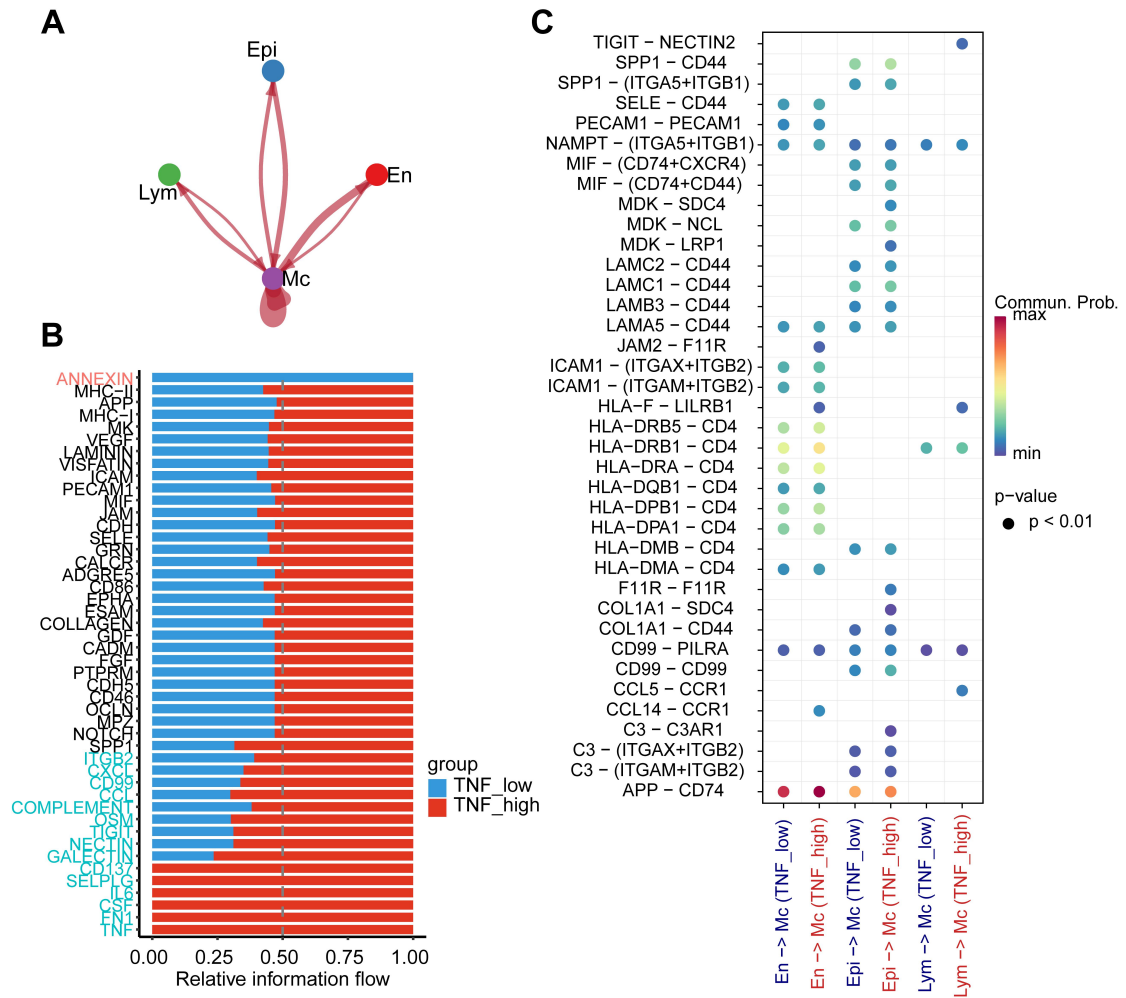 A
Epi
Lym
En
Mc
B
ANNEXIN
MHC−II
APP
MHC−I
MK
VEGF
LAMININ
VISFATIN
ICAM
PECAM1
MIF
JAM
CDH
SELE
GRN
CALCR
ADGRE5
CD86
EPHA
ESAM
COLLAGEN
GDF
CADM
FGF
PTPRM
CDH5
CD46
OCLN
MPZ
NOTCH
SPP1
ITGB2
CXCL
CD99
CCL
COMPLEMENT
OSM
TIGIT
NECTIN
GALECTIN
CD137
SELPLG
IL6
CSF
FN1
TNF
0.00 0.25 0.50 0.75 1.00
Relative information flow
group
TNF_low
TNF_high
C
TIGIT − NECTIN2
SPP1 − CD44
SPP1 − (ITGA5+ITGB1)
SELE − CD44
PECAM1 − PECAM1
NAMPT − (ITGA5+ITGB1)
MIF − (CD74+CXCR4)
MIF − (CD74+CD44)
MDK − SDC4
MDK − NCL
MDK − LRP1
LAMC2 − CD44
LAMC1 − CD44
LAMB3 − CD44
LAMA5 − CD44
JAM2 − F11R
ICAM1 − (ITGAX+ITGB2)
ICAM1 − (ITGAM+ITGB2)
HLA−F − LILRB1
HLA−DRB5 − CD4
HLA−DRB1 − CD4
HLA−DRA − CD4
HLA−DQB1 − CD4
HLA−DPB1 − CD4
HLA−DPA1 − CD4
HLA−DMB − CD4
HLA−DMA − CD4
F11R − F11R
COL1A1 − SDC4
COL1A1 − CD44
CD99 − PILRA
CD99 − CD99
CCL5 − CCR1
CCL14 − CCR1
C3 − C3AR1
C3 − (ITGAX+ITGB2)
C3 − (ITGAM+ITGB2)
APP − CD74
En −> Mc (TNF_low)
En −> Mc (TNF_high)
Epi −> Mc (TNF_low)
Epi −> Mc (TNF_high)
Lym −> Mc (TNF_low)
Lym −> Mc (TNF_high)
Commun. Prob.
max
min
p−value
p < 0.01